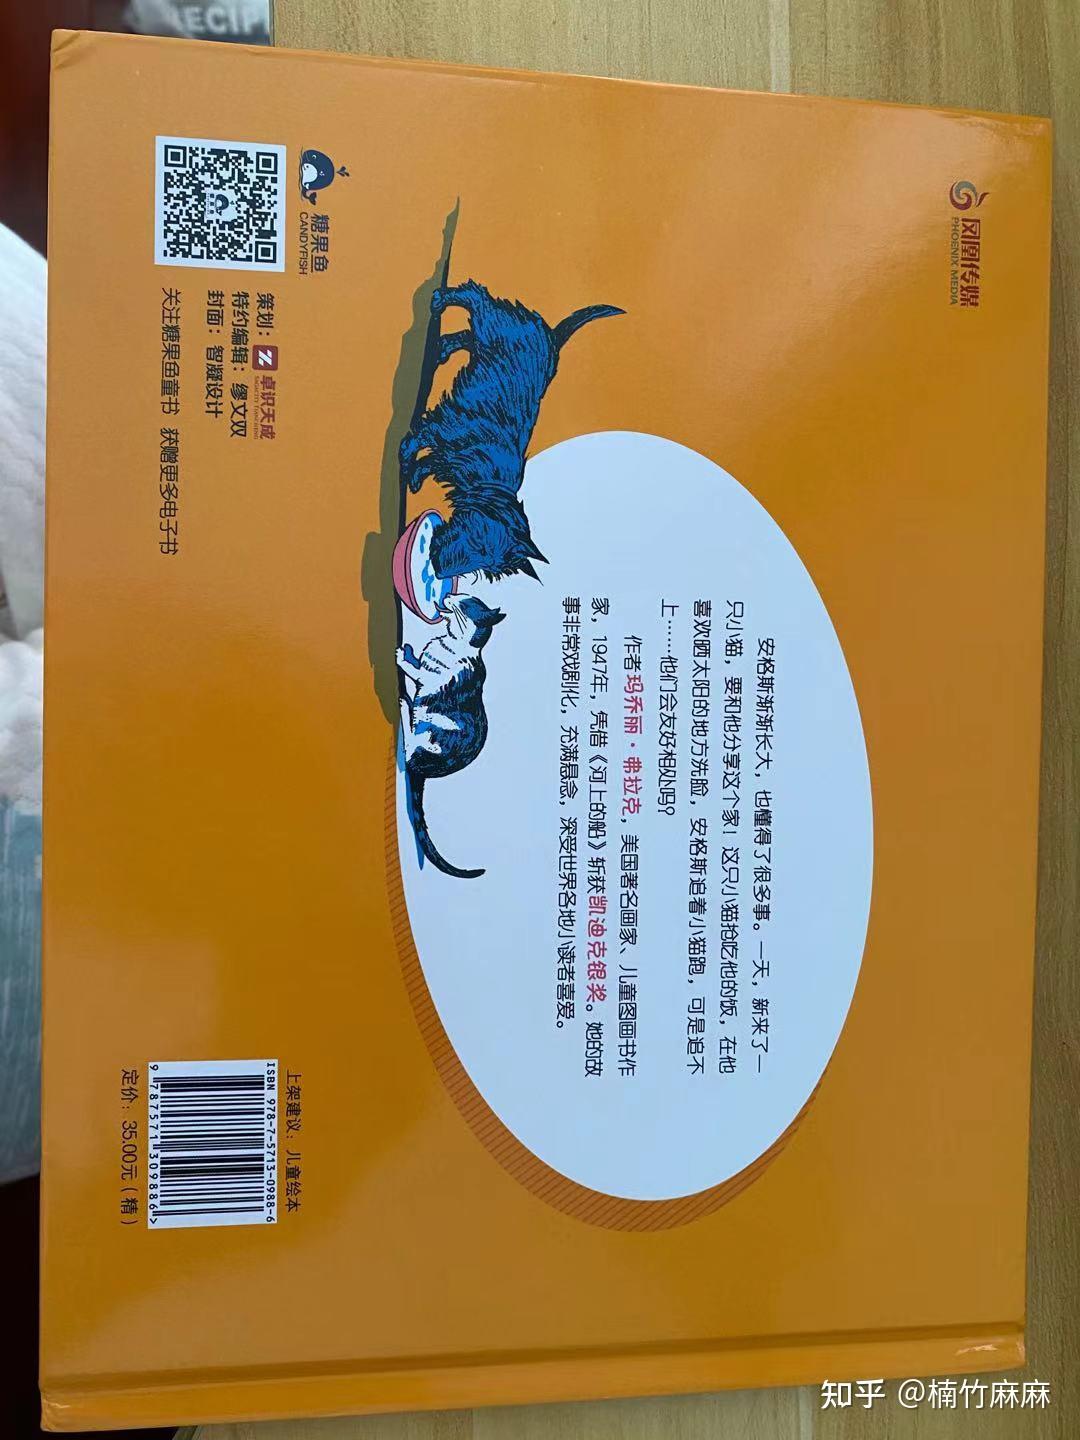 RECIP
凤凰传媒
PHOENIX MEDIA
安格斯渐渐长大，也懂得了很多事。一天，新来了一
只小猫，要和他分享这个家！这只小猫抢吃他的饭，在他
喜欢晒太阳的地方洗脸，安格斯追着小猫跑，可是追不
上……他们会友好相处吗？
作者玛乔丽·弗拉克，美国著名画家、儿童图画书作
家，1947年，凭借《河上的船》斩获凯迪克银奖。她的故
事非常戏剧化，充满悬念，深受世界各地小读者喜爱。
糖果鱼
CANDYFISH
策划：卓识天成
特约编辑：缪文双
封面：智凝设计
关注糖果鱼童书 获赠更多电子书
上架建议：儿童绘本
ISBN 978-7-5713-0988-6
9 787571 309886 >
定价：35.00元（精）
知乎 @楠竹麻麻